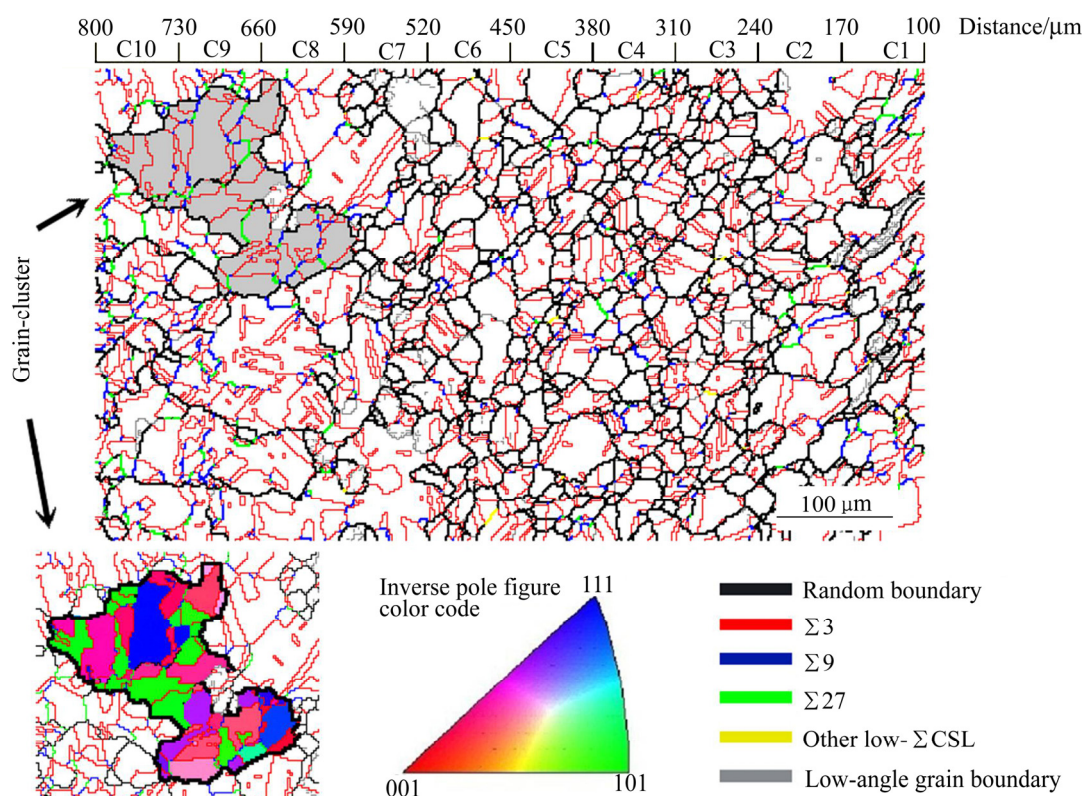 800 730 660 590 520 450 380 310 240 170 100 Distance/μm
C10 C9 C8 C7 C6 C5 C4 C3 C2 C1
Grain-cluster
100 μm
Inverse pole figure
color code
111
001
101
Random boundary
Σ3
Σ9
Σ27
Other low- ΣCSL
Low-angle grain boundary